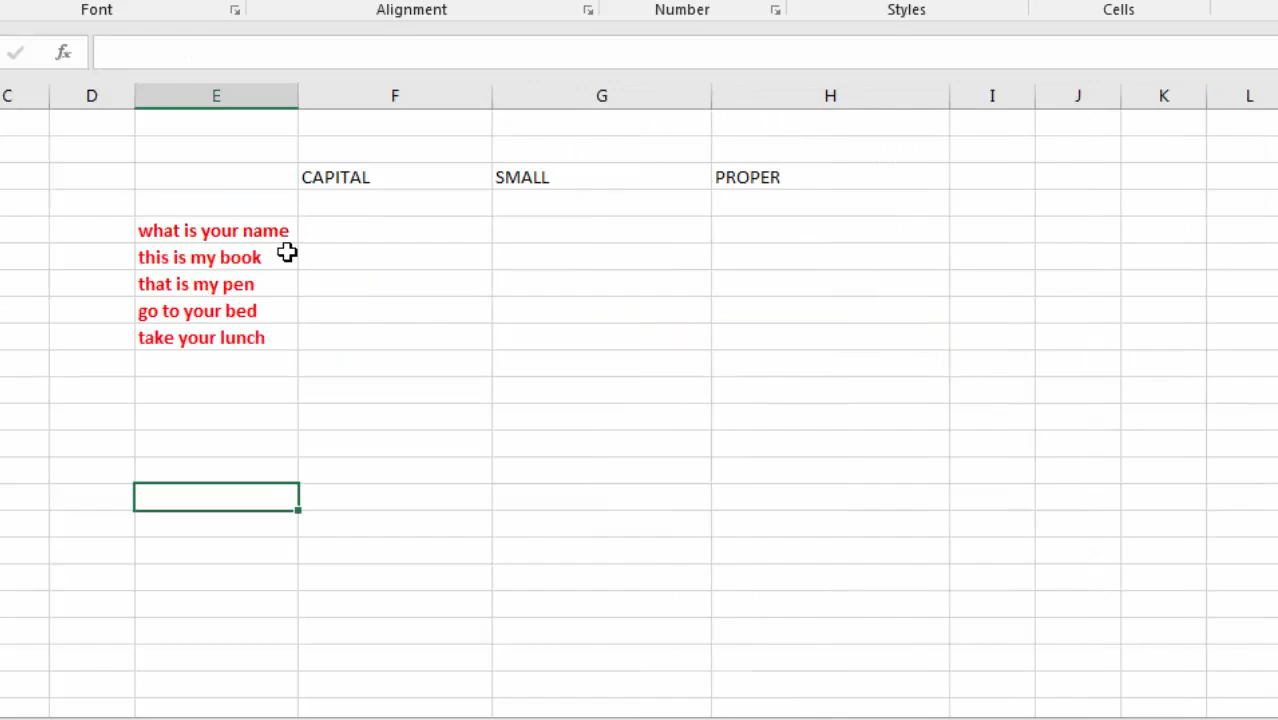 Font Alignment Number Styles Cells
fx
C D E F G H I J K L
CAPITAL SMALL PROPER
what is your name
this is my book
that is my pen
go to your bed
take your lunch